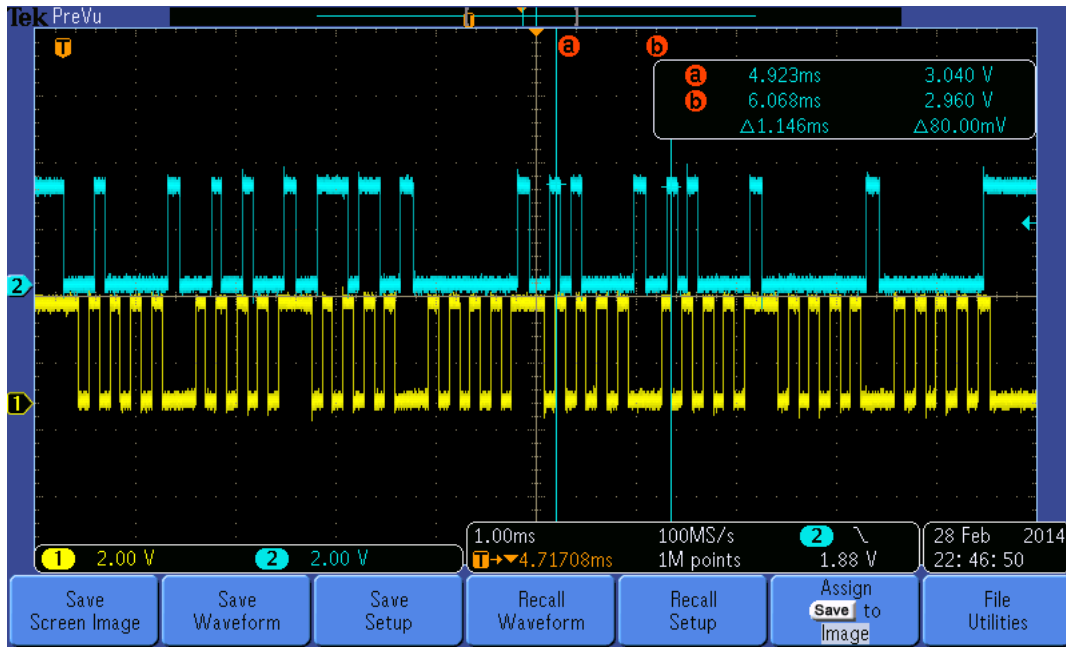 Tek PreVu
T
T
a b
a 4.923ms 3.040 V
b 6.068ms 2.960 V
△1.146ms △80.00mV
2
1
1 2.00 V 2 2.00 V
1.00ms 100MS/s 2 \
T→▼4.71708ms 1M points 1.88 V
28 Feb 2014
22:46:50
Save
Screen Image
Save
Waveform
Save
Setup
Recall
Waveform
Recall
Setup
Assign
Save to
Image
File
Utilities